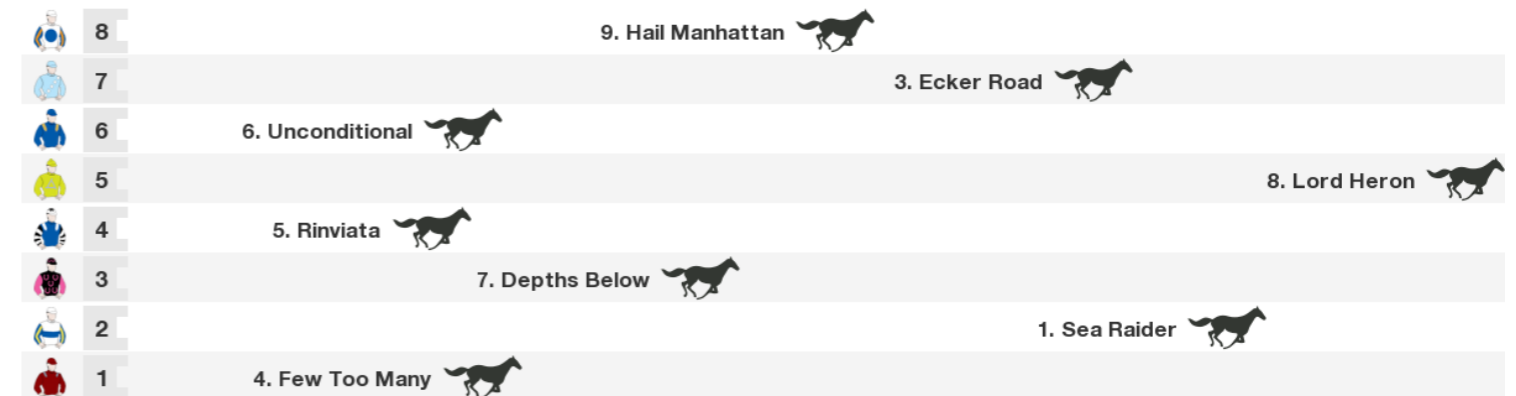 8 9. Hail Manhattan
7 3. Ecker Road
6 6. Unconditional
5 8. Lord Heron
4 5. Rinviata
3 7. Depths Below
2 1. Sea Raider
1 4. Few Too Many